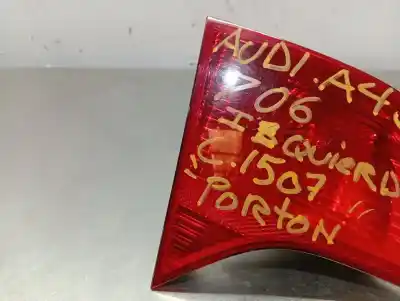 AUDI. A4
706
IZQUIERD
C.1507 "
PORTON